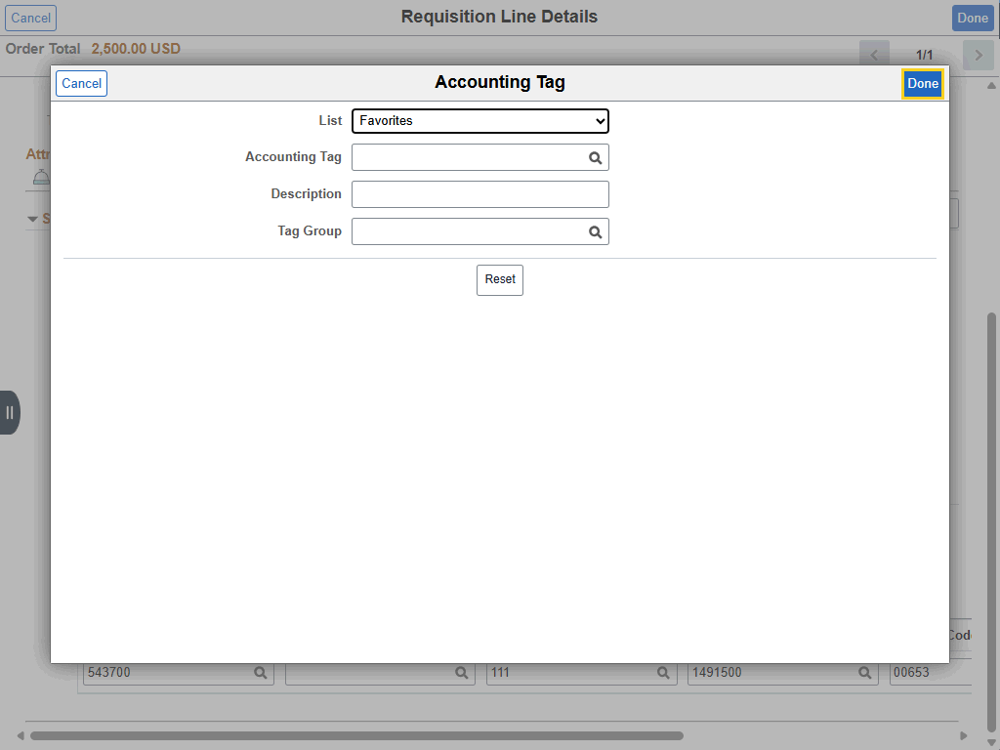 Cancel
Requisition Line Details
Done
Order Total 2,500.00 USD
1/1
Cancel
Accounting Tag
Done
List
Favorites
Attr
Accounting Tag
Description
S
Tag Group
Reset
Code
543700
111
1491500
00653